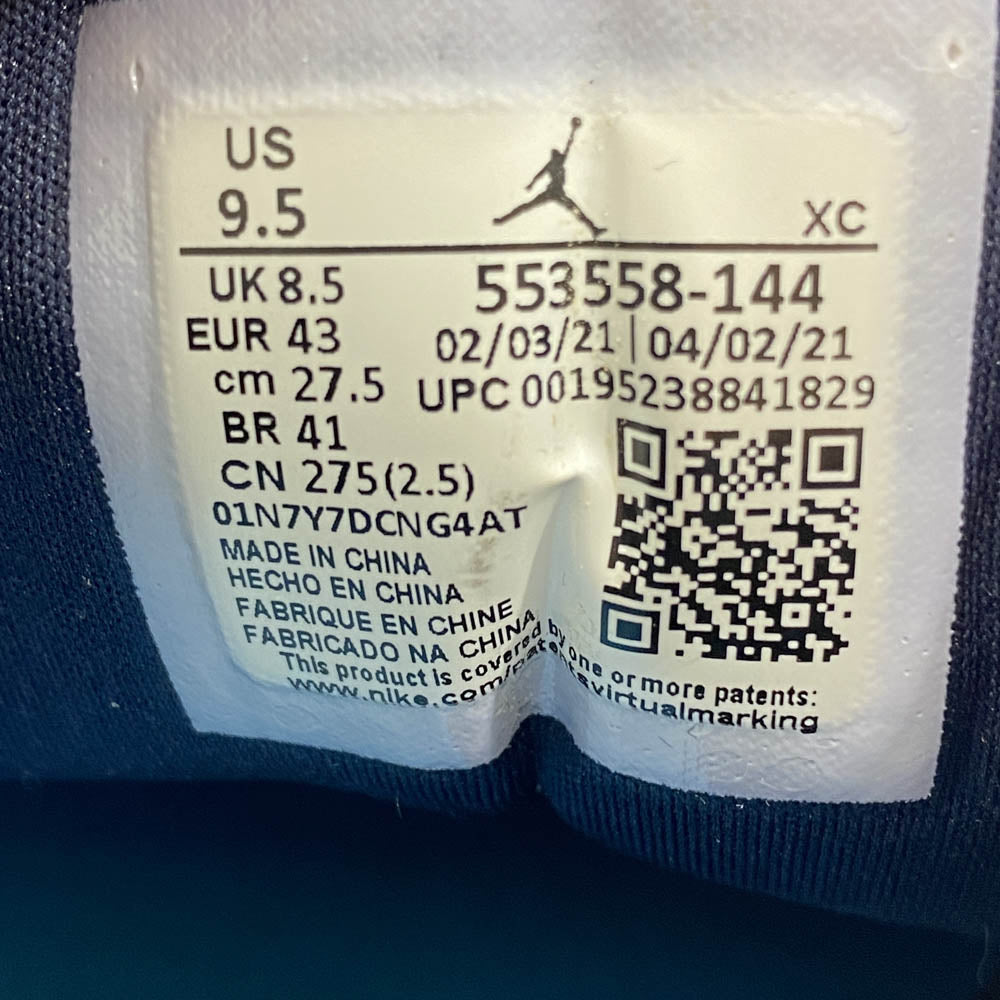 US
9.5
XC
UK 8.5
553558-144
EUR 43
02/03/21 | 04/02/21
cm 27.5
UPC 00195238841829
BR 41
CN 275(2.5)
01N7Y7DCNG4AT
MADE IN CHINA
HECHO EN CHINA
FABRIQUE EN CHINE
FABRICADO NA CHINA
This product is covered by one or more patents:
www.nike.com/patentsvirtualmarking